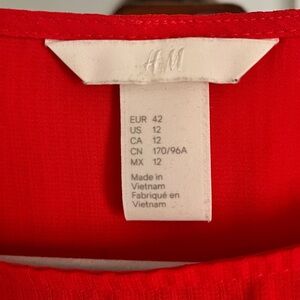 H&M
EUR 42
US 12
CA 12
CN 170/96A
MX 12
Made in
Vietnam
Fabriqué en
Vietnam